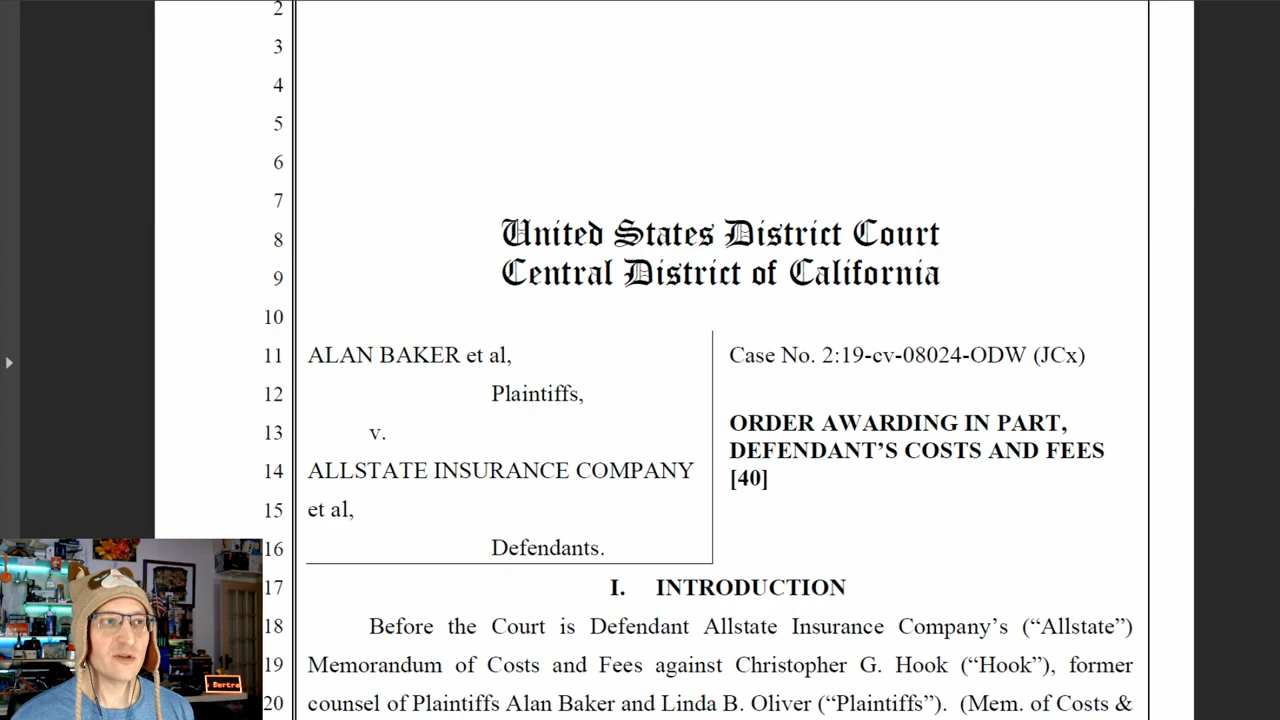 2
3
4
5
6
7
8 United States District Court
9 Central District of California
10
11 ALAN BAKER et al, Case No. 2:19-cv-08024-ODW (JCx)
12 Plaintiffs,
13 v. ORDER AWARDING IN PART,
DEFENDANT’S COSTS AND FEES
14 ALLSTATE INSURANCE COMPANY [40]
15 et al,
16 Defendants.
17 I. INTRODUCTION
18 Before the Court is Defendant Allstate Insurance Company’s (“Allstate”)
19 Memorandum of Costs and Fees against Christopher G. Hook (“Hook”), former
20 counsel of Plaintiffs Alan Baker and Linda B. Oliver (“Plaintiffs”). (Mem. of Costs &